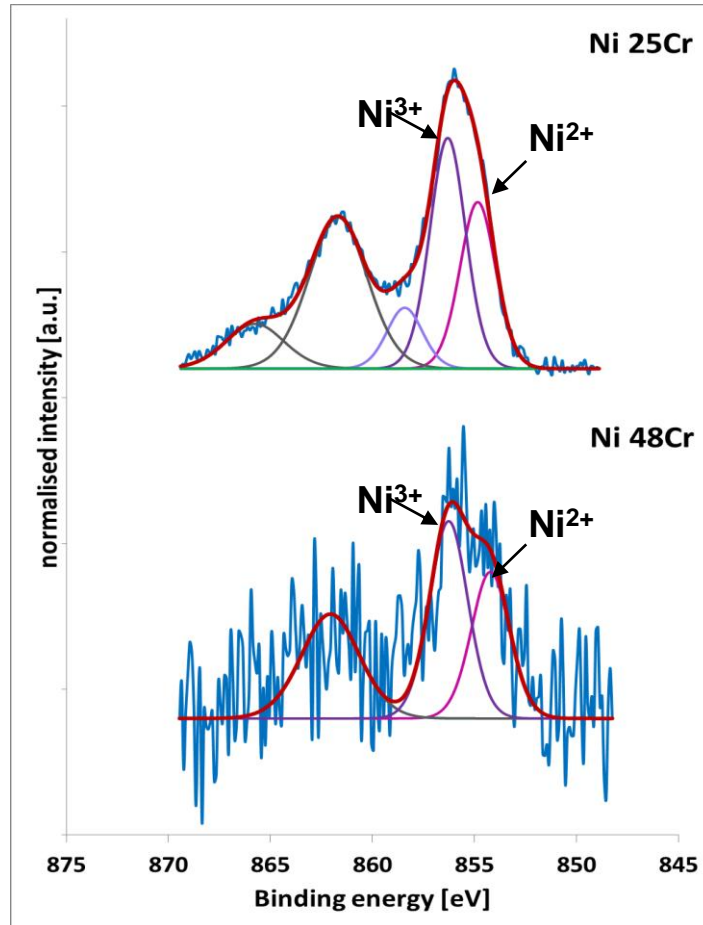 Ni 25Cr
Ni³⁺
Ni²⁺
normalised intensity [a.u.]
Ni 48Cr
Ni³⁺
Ni²⁺
875 870 865 860 855 850 845
Binding energy [eV]